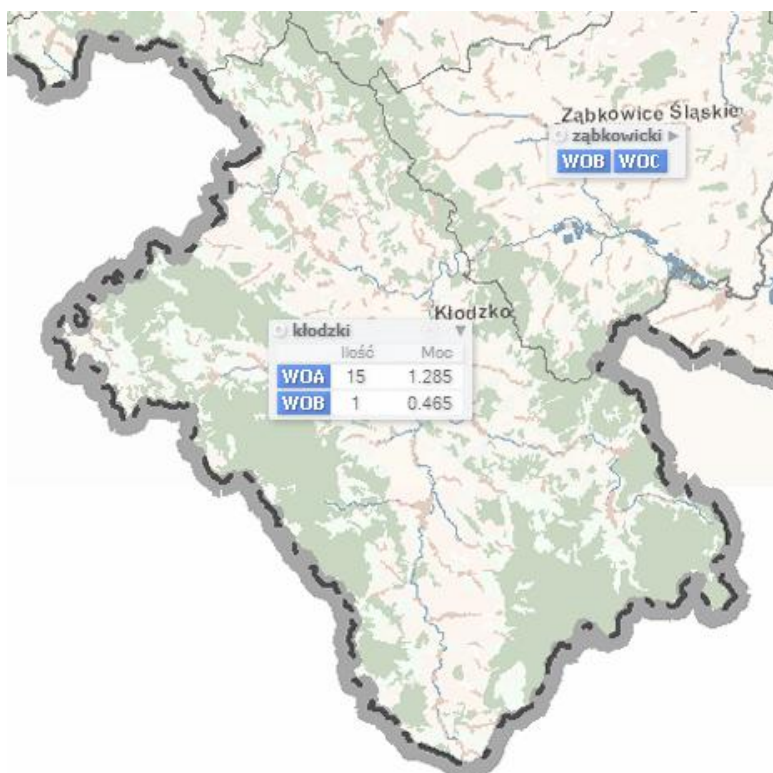 Ząbkowice Śląskie
ząbkowicki
WOB WOC
Kłodzko
kłodzki
Ilość Moc
WOA 15 1.285
WOB 1 0.465